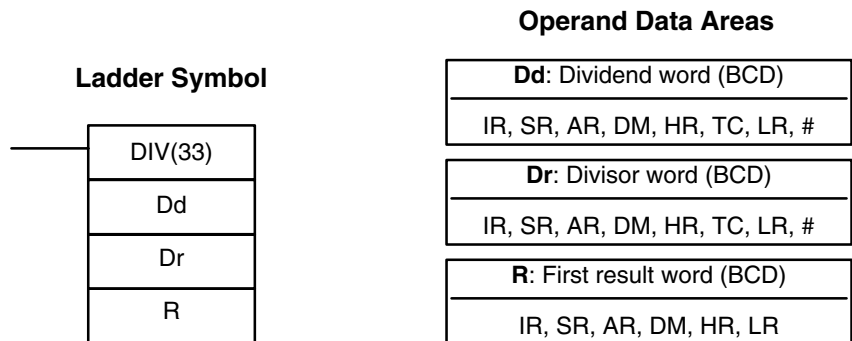 Operand Data Areas
Ladder Symbol
DIV(33)
Dd
Dr
R
Dd: Dividend word (BCD)
IR, SR, AR, DM, HR, TC, LR, #
Dr: Divisor word (BCD)
IR, SR, AR, DM, HR, TC, LR, #
R: First result word (BCD)
IR, SR, AR, DM, HR, LR